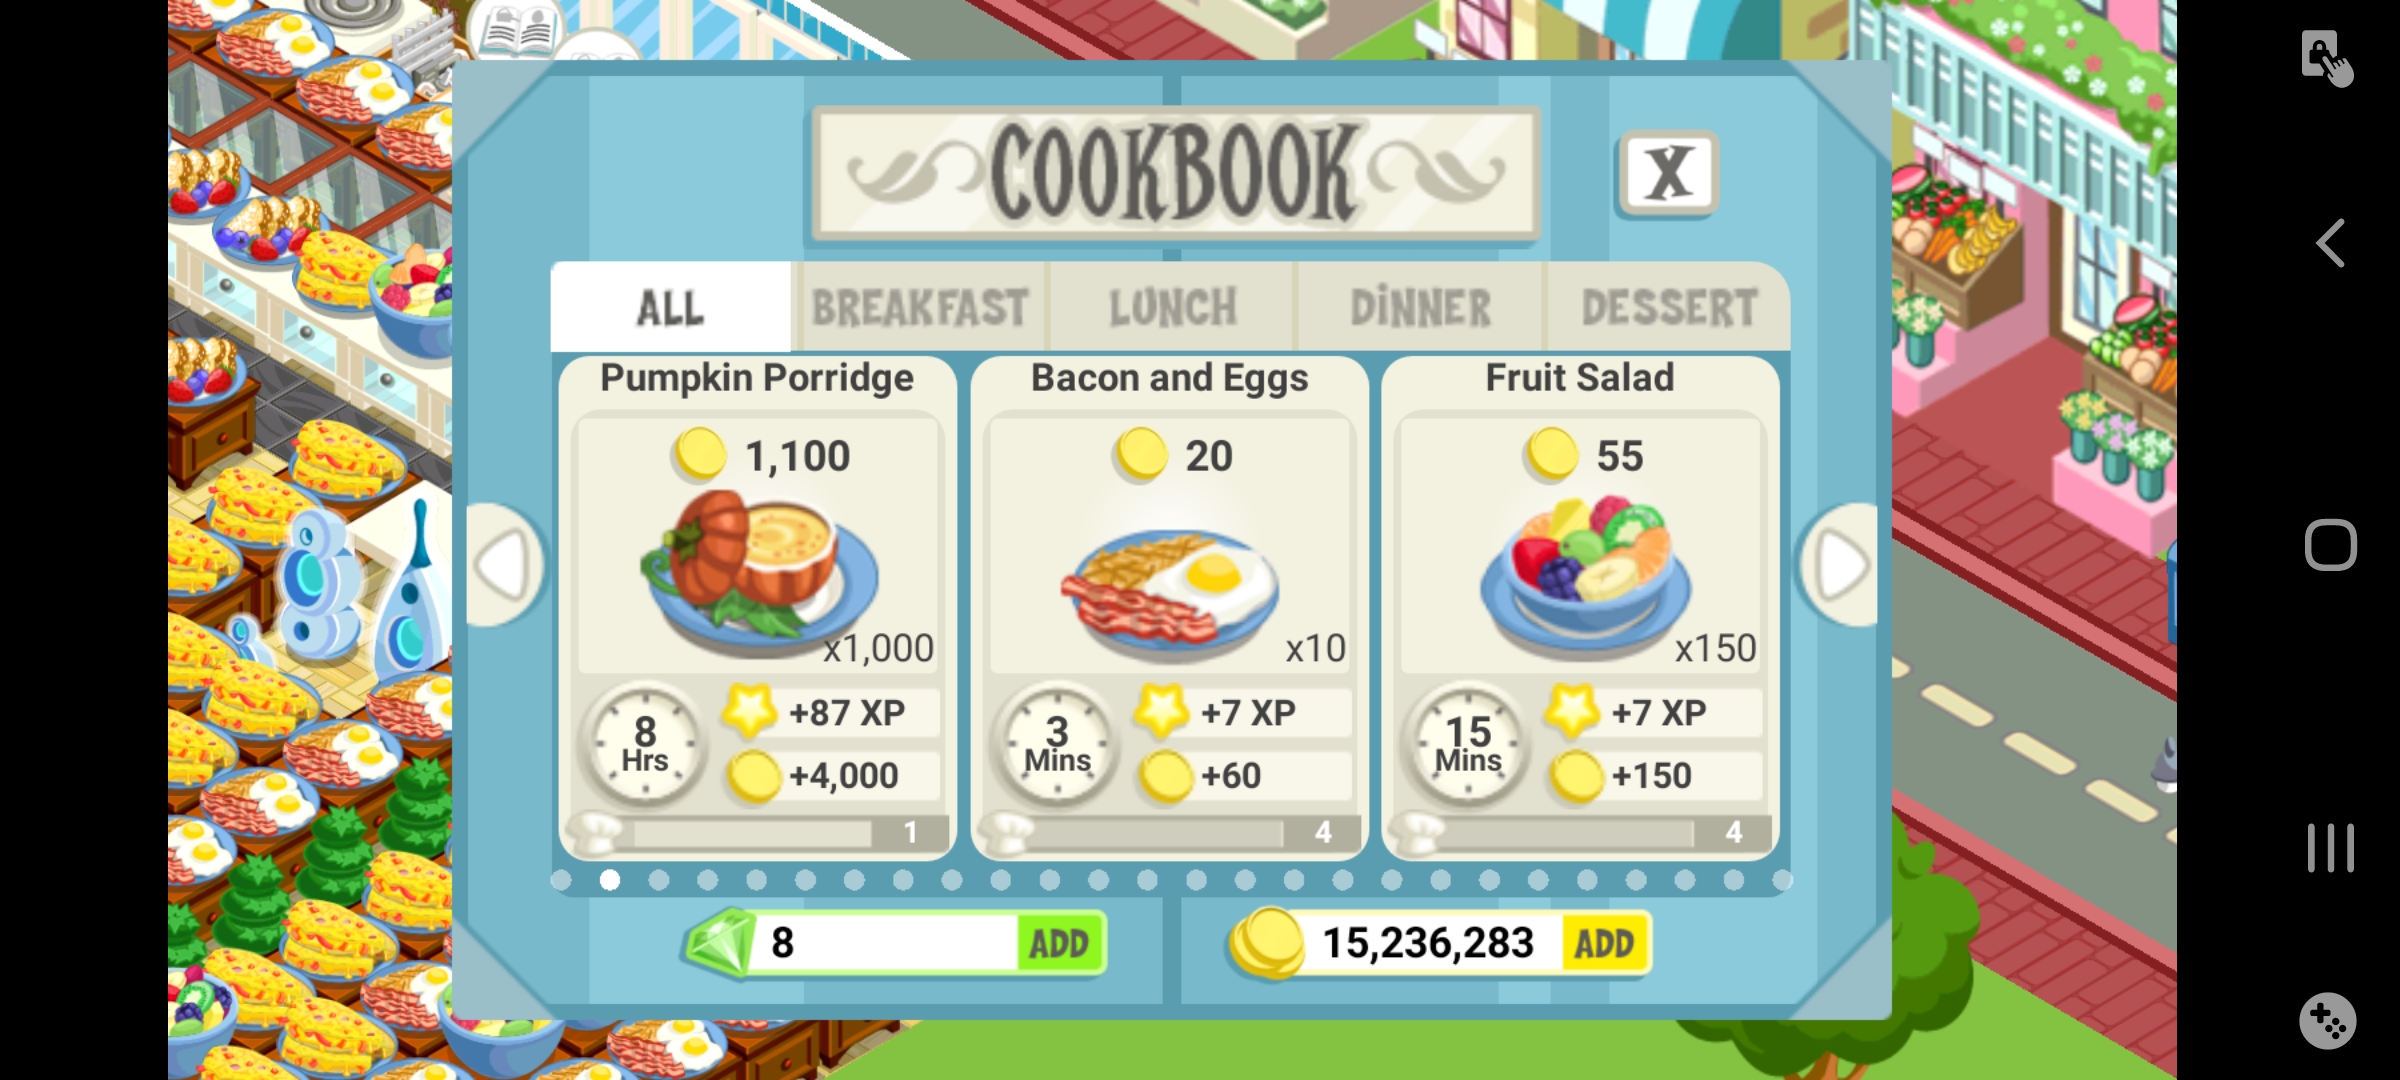 COOKBOOK
X
ALL
BREAKFAST
LUNCH
DINNER
DESSERT
Pumpkin Porridge
1,100
x1,000
8
Hrs
+87 XP
+4,000
1
Bacon and Eggs
20
x10
3
Mins
+7 XP
+60
4
Fruit Salad
55
x150
15
Mins
+7 XP
+150
4
8
ADD
15,236,283
ADD